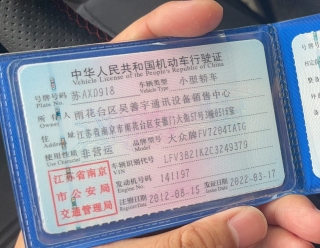 中华人民共和国机动车行驶证
Vehicle License of the People's Republic of China
号牌号码 苏AX0918 车辆类型 小型轿车
Plate No. Vehicle Type
所有人 雨花台区吴善宇通讯设备销售中心
Owner
住址 江苏省南京市雨花台区安德门大街57号3幢
Address
使用性质 非营运 品牌型号 大众牌FV7204TATG
Use Character Model
车辆识别代号 LFV3B21K2C3Z49379
VIN
江苏省南京市公安局交通管理局
发动机号码 141197
Engine No.
注册日期 2012-08-15 发证日期 2022-03-17
Register Date Issue Date